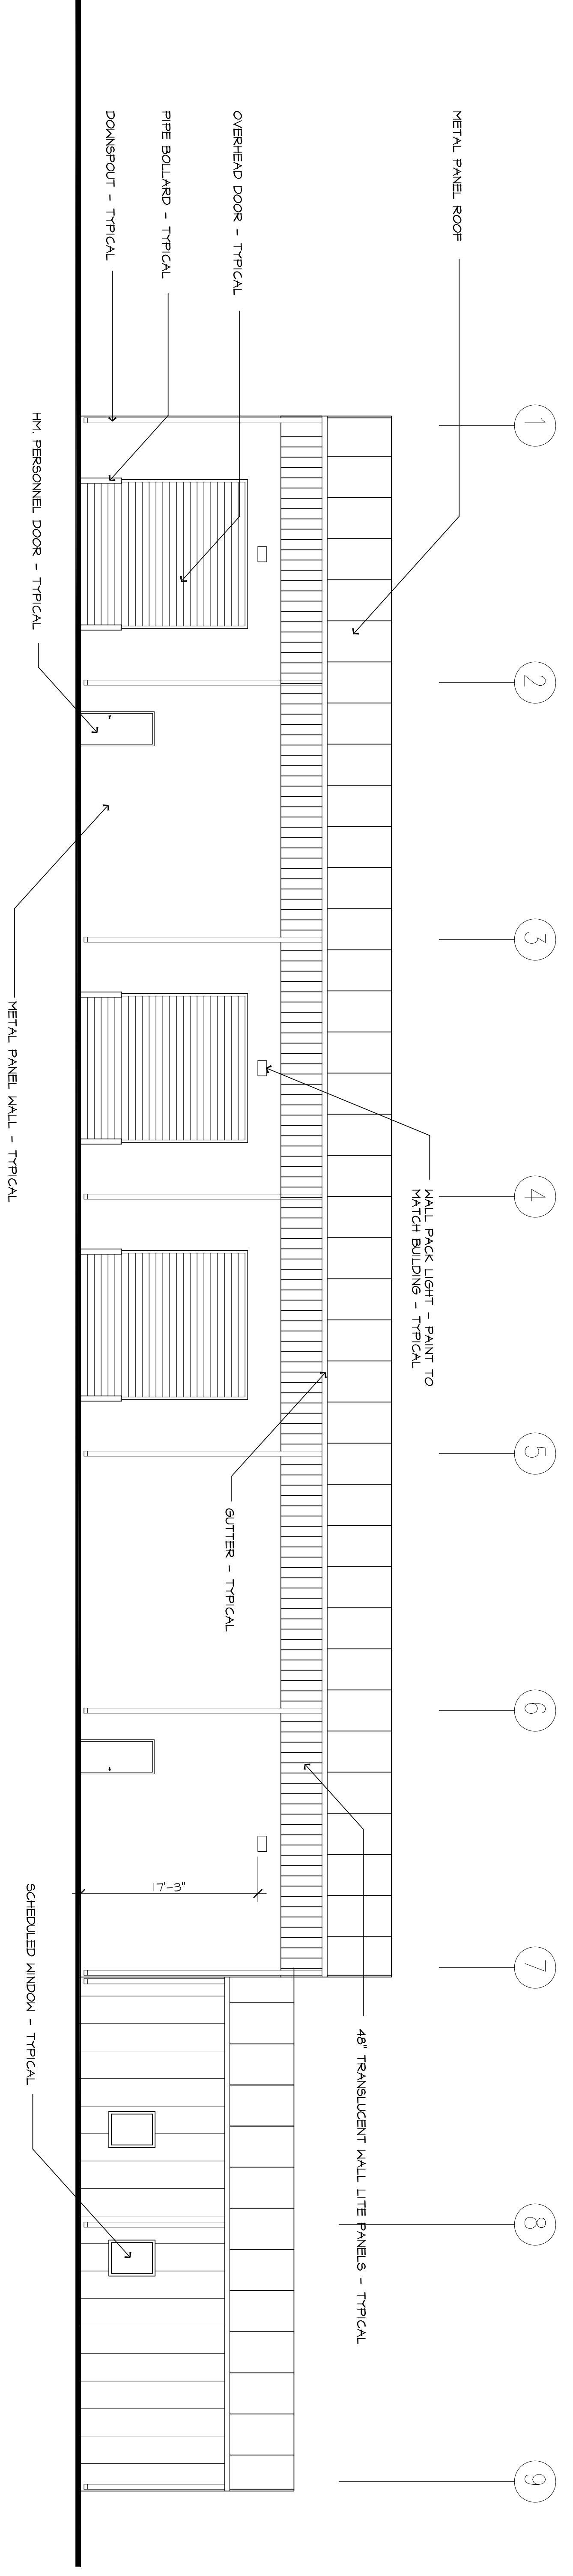 1
2
3
4
5
6
7
8
9
METAL PANEL ROOF
OVERHEAD DOOR - TYPICAL
PIPE BOLLARD - TYPICAL
DOWNSPOUT - TYPICAL
HM. PERSONNEL DOOR - TYPICAL
METAL PANEL WALL - TYPICAL
WALL PACK LIGHT - PAINT TO
MATCH BUILDING - TYPICAL
GUTTER - TYPICAL
17'-3"
48" TRANSLUCENT WALL LITE PANELS - TYPICAL
SCHEDULED WINDOW - TYPICAL